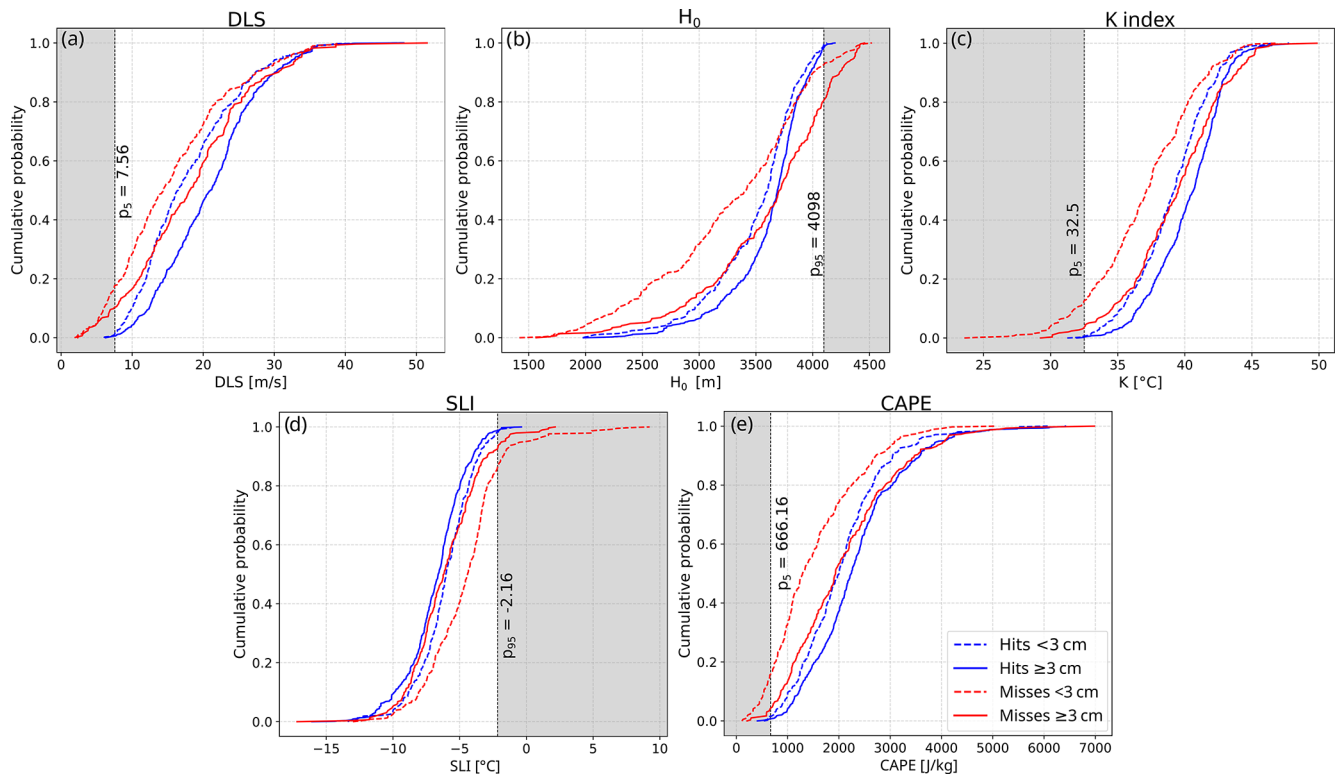 DLS
(a)
1.0
0.8
0.6
0.4
0.2
0.0
Cumulative probability
p₅ = 7.56
0 10 20 30 40 50
DLS [m/s]
H₀
(b)
1.0
0.8
0.6
0.4
0.2
0.0
Cumulative probability
p₉₅ = 4098
1500 2000 2500 3000 3500 4000 4500
H₀ [m]
K index
(c)
1.0
0.8
0.6
0.4
0.2
0.0
Cumulative probability
p₅ = 32.5
25 30 35 40 45 50
K [°C]
SLI
(d)
1.0
0.8
0.6
0.4
0.2
0.0
Cumulative probability
p₉₅ = -2.16
−15 −10 −5 0 5 10
SLI [°C]
CAPE
(e)
1.0
0.8
0.6
0.4
0.2
0.0
Cumulative probability
p₅ = 666.16
0 1000 2000 3000 4000 5000 6000 7000
CAPE [J/kg]
Hits <3 cm
Hits ≥3 cm
Misses <3 cm
Misses ≥3 cm